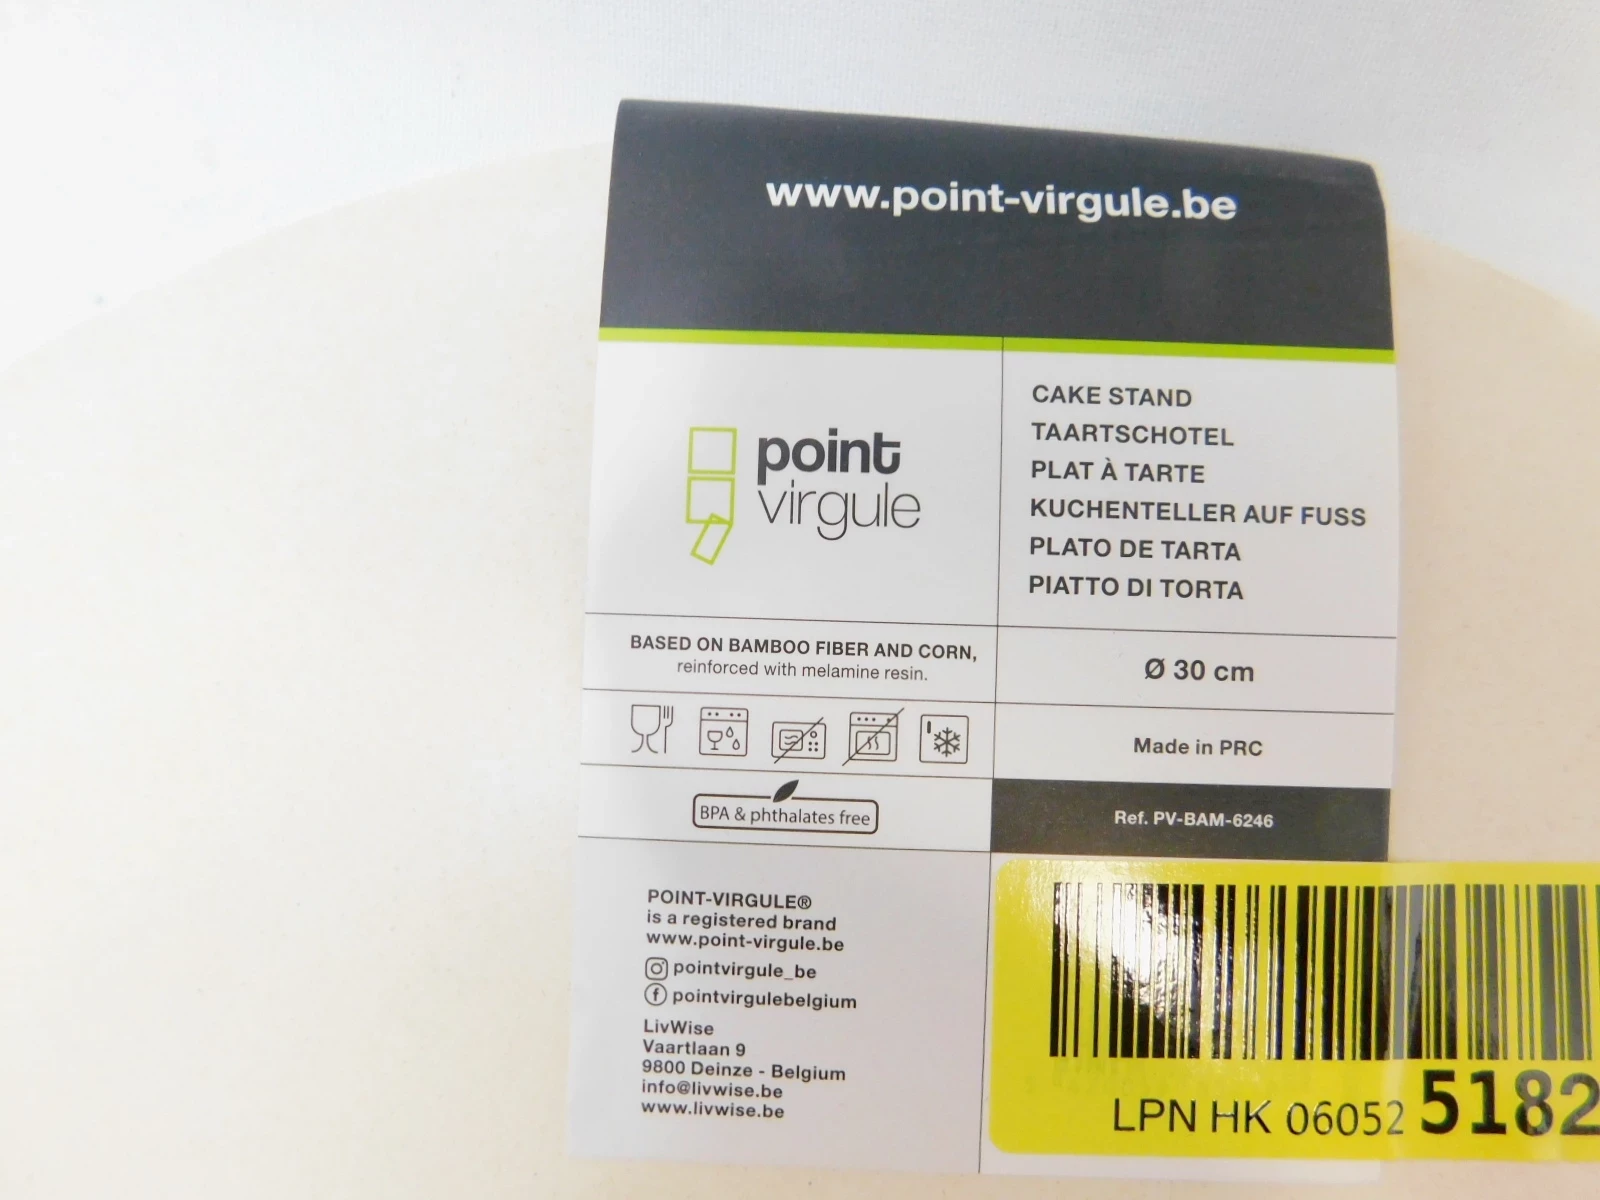 www.point-virgule.be
point
virgule
CAKE STAND
TAARTSCHOTEL
PLAT À TARTE
KUCHENTELLER AUF FUSS
PLATO DE TARTA
PIATTO DI TORTA
BASED ON BAMBOO FIBER AND CORN,
reinforced with melamine resin.
Ø 30 cm
Made in PRC
BPA & phthalates free
Ref. PV-BAM-6246
POINT-VIRGULE®
is a registered brand
www.point-virgule.be
pointvirgule_be
pointvirgulebelgium
LivWise
Vaartlaan 9
9800 Deinze - Belgium
info@livwise.be
www.livwise.be
LPN HK 06052 5182